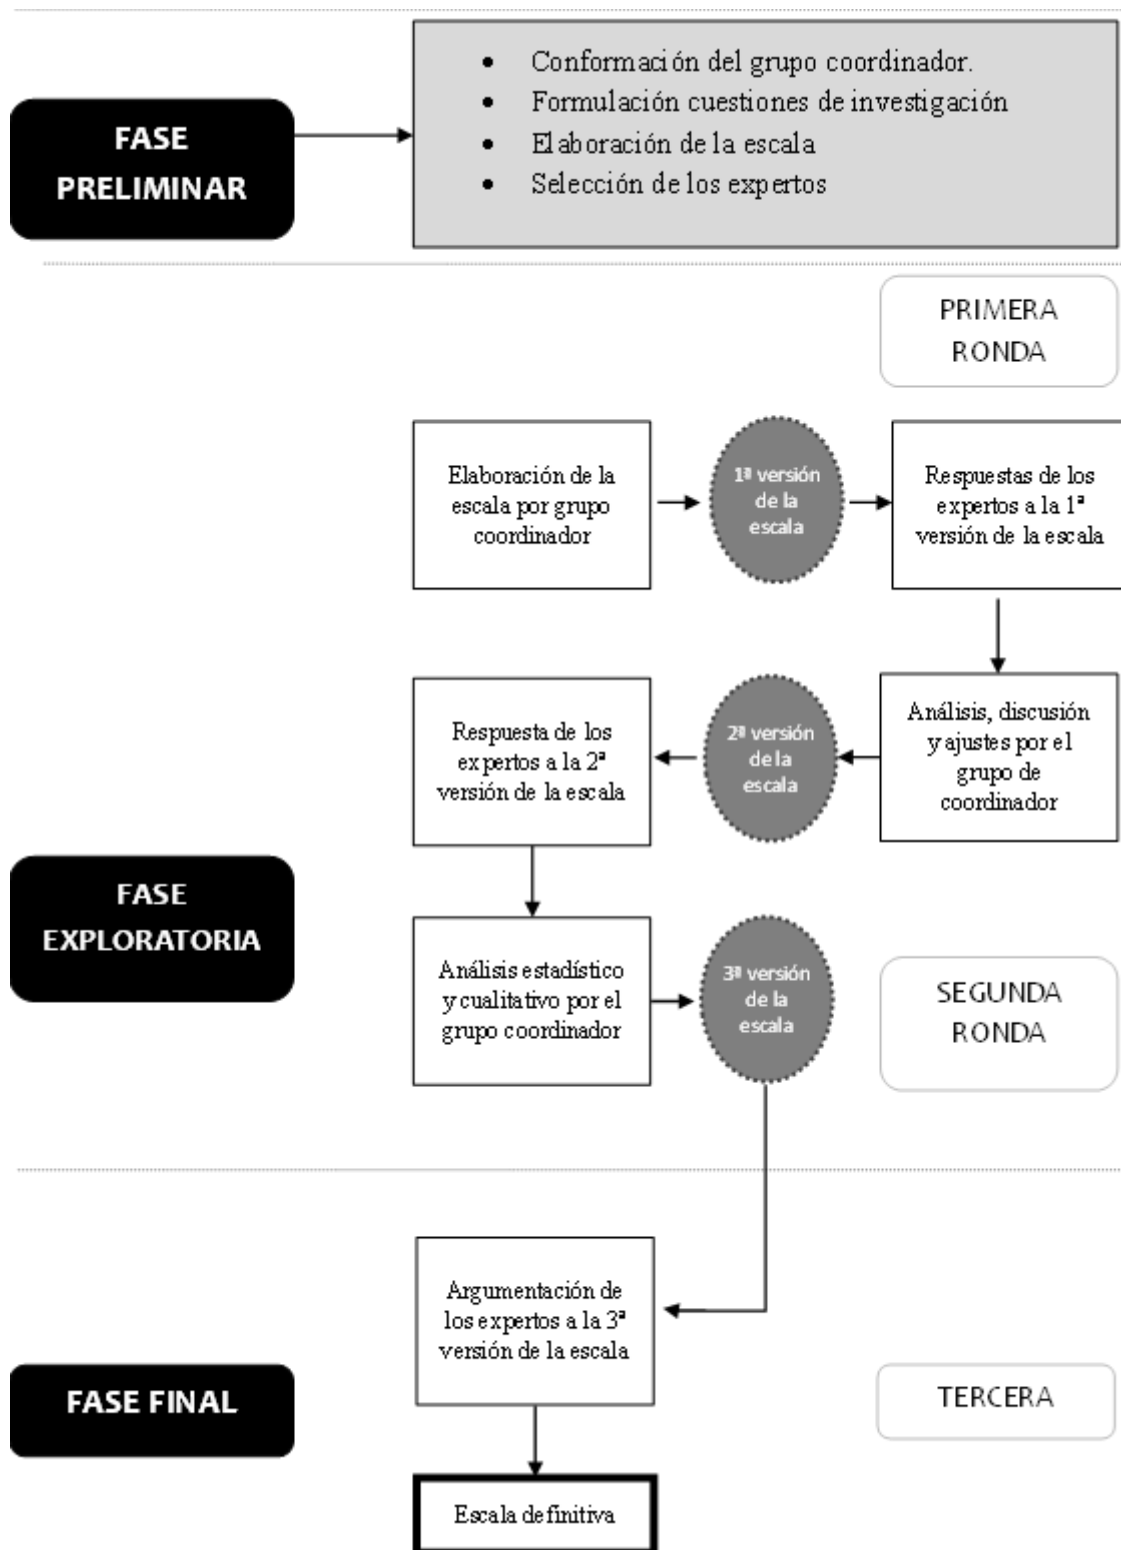 FASE
PRELIMINAR
• Conformación del grupo coordinador.
• Formulación cuestiones de investigación
• Elaboración de la escala
• Selección de los expertos
PRIMERA
RONDA
Elaboración de la
escala por grupo
coordinador
1ª versión
de la
escala
Respuestas de los
expertos a la 1ª
versión de la escala
Respuesta de los
expertos a la 2ª
versión de la escala
2ª versión
de la
escala
Análisis, discusión
y ajustes por el
grupo de
coordinador
FASE
EXPLORATORIA
Análisis estadístico
y cualitativo por el
grupo coordinador
3ª versión
de la
escala
SEGUNDA
RONDA
Argumentación de
los expertos a la 3ª
versión de la escala
FASE FINAL
TERCERA
Escala definitiva